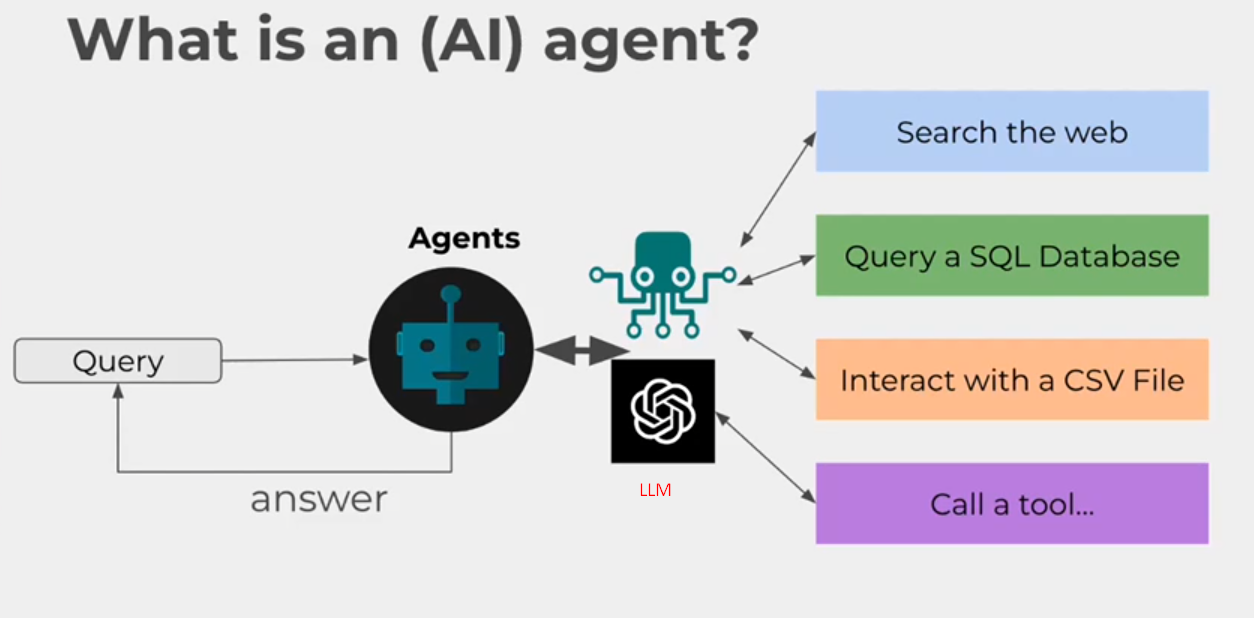 What is an (AI) agent?
Search the web
Agents
Query a SQL Database
Query
Interact with a CSV File
answer
LLM
Call a tool...